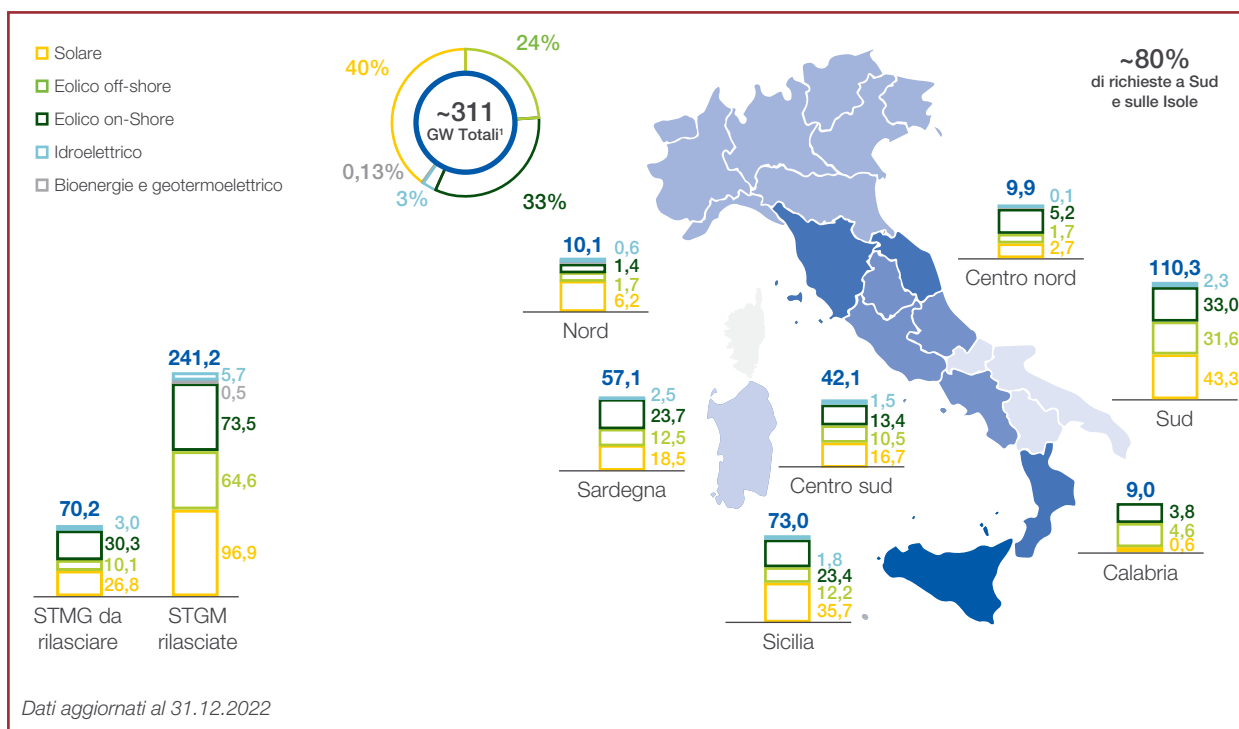 Solare
Eolico off-shore
Eolico on-Shore
Idroelettrico
Bioenergie e geotermoelettrico
24%
40%
~311
GW Totali¹
0,13%
3%
33%
~80%
di richieste a Sud
e sulle Isole
9,9
0,1
5,2
1,7
2,7
Centro nord
10,1
0,6
1,4
1,7
6,2
Nord
110,3
2,3
33,0
31,6
43,3
Sud
241,2
5,7
0,5
73,5
64,6
96,9
STGM
rilasciate
70,2
3,0
30,3
10,1
26,8
STMG da
rilasciare
57,1
2,5
23,7
12,5
18,5
Sardegna
42,1
1,5
13,4
10,5
16,7
Centro sud
73,0
1,8
23,4
12,2
35,7
Sicilia
9,0
3,8
4,6
0,6
Calabria
Dati aggiornati al 31.12.2022